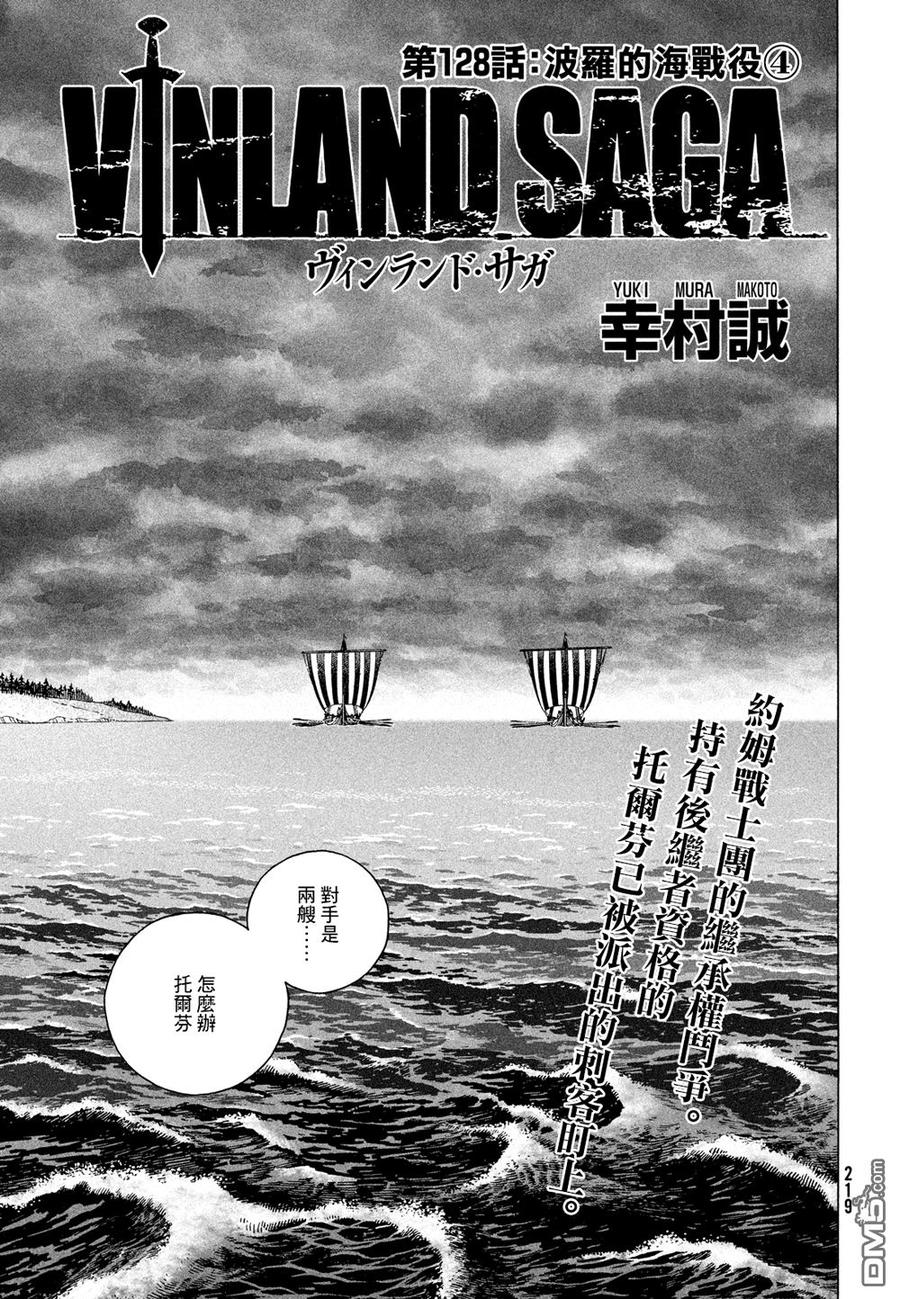 第128話：波羅的海戰役④
VINLAND SAGA
ヴィンランド・サガ
YUKI MURA MAKOTO
幸村誠
約姆戰士團的繼承權鬥爭。
持有後繼者資格的
托爾芬已被派出的刺客盯上。
對手是
兩艘……
怎麼辦
托爾芬
219
DM5.com